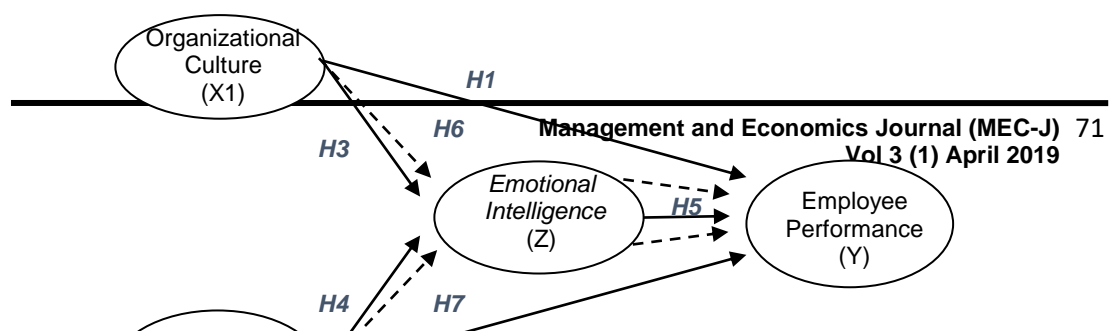 Organizational
Culture
(X1)
H1
H6
H3
Management and Economics Journal (MEC-J) 71
Vol 3 (1) April 2019
Emotional
Intelligence
(Z)
H5
Employee
Performance
(Y)
H4
H7